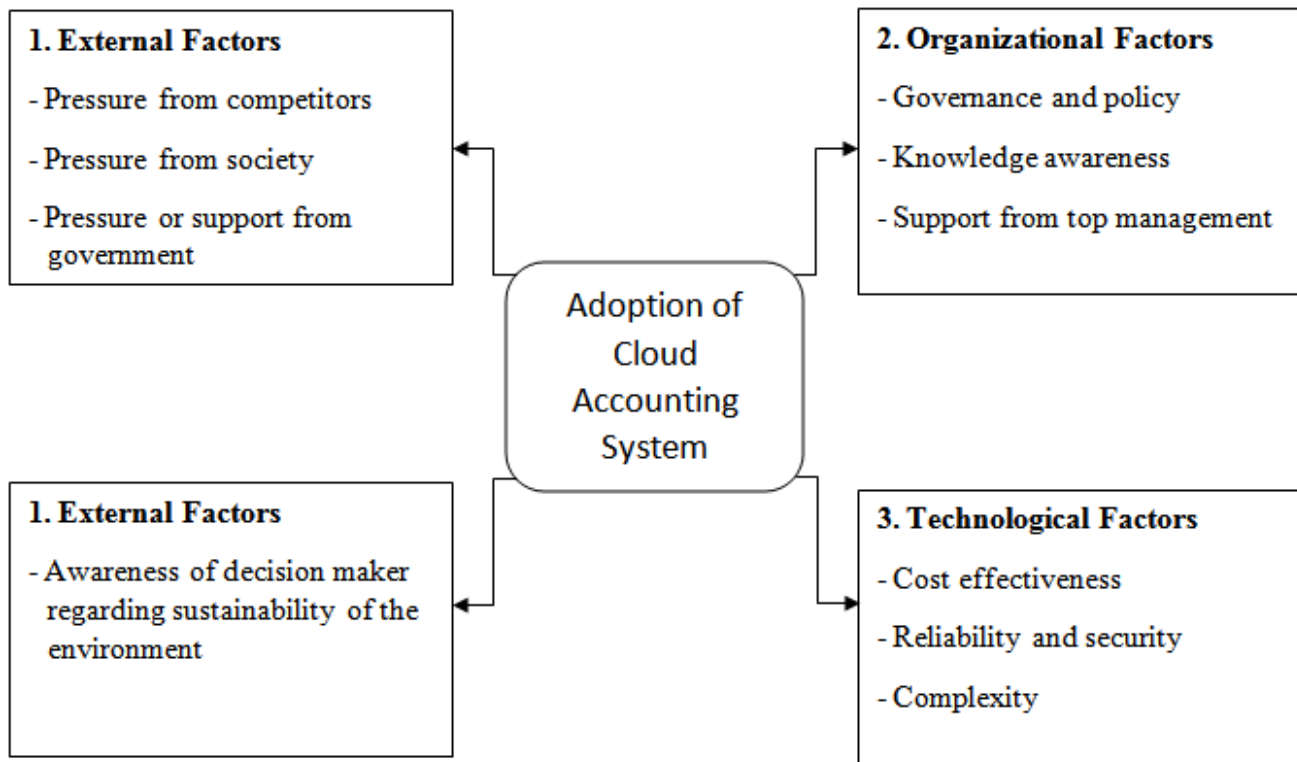 1. External Factors
- Pressure from competitors
- Pressure from society
- Pressure or support from
government
2. Organizational Factors
- Governance and policy
- Knowledge awareness
- Support from top management
Adoption of
Cloud
Accounting
System
1. External Factors
- Awareness of decision maker
regarding sustainability of the
environment
3. Technological Factors
- Cost effectiveness
- Reliability and security
- Complexity